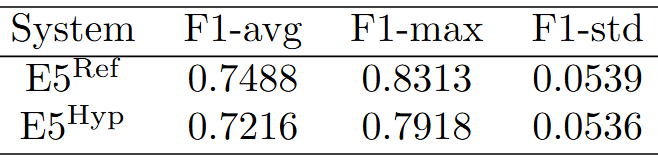 System F1-avg F1-max F1-std
E5^Ref 0.7488 0.8313 0.0539
E5^Hyp 0.7216 0.7918 0.0536